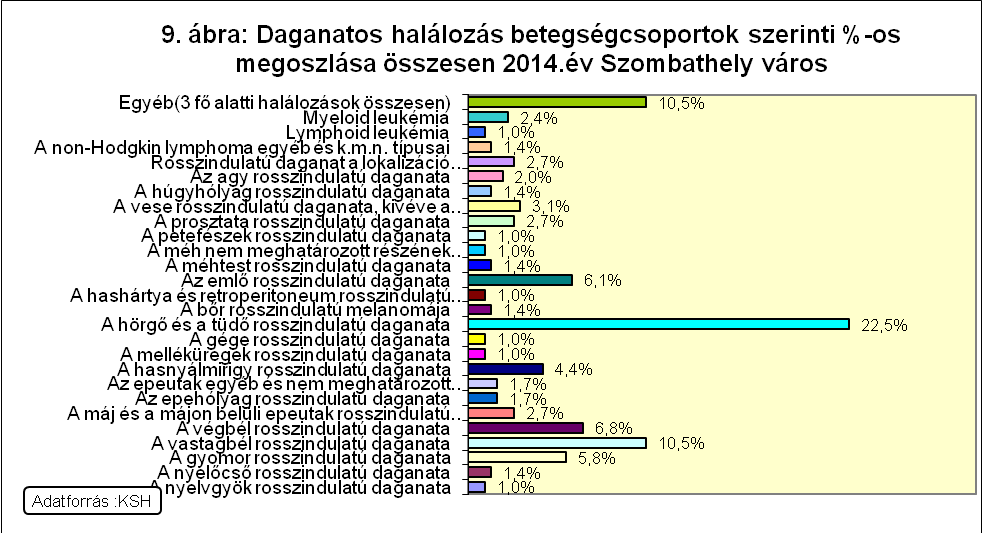 9. ábra: Daganatos halálozás betegségcsoportok szerinti %-os
megoszlása összesen 2014.év Szombathely város
Egyéb(3 fő alatti halálozások összesen) 10,5%
Myeloid leukémia 2,4%
Lymphoid leukémia 1,0%
A non-Hodgkin lymphoma egyéb és k.m.n. típusai 1,4%
Rosszindulatú daganat a lokalizáció... 2,7%
Az agy rosszindulatú daganata 2,0%
A húgyhólyag rosszindulatú daganata 1,4%
A vese rosszindulatú daganata, kivéve a... 3,1%
A prosztata rosszindulatú daganata 2,7%
A petefészek rosszindulatú daganata 1,0%
A méh nem meghatározott részének... 1,0%
A méhtest rosszindulatú daganata 1,4%
Az emlő rosszindulatú daganata 6,1%
A hashártya és retroperitoneum rosszindulatú... 1,0%
A bőr rosszindulatú melanomája 1,4%
A hörgő és a tüdő rosszindulatú daganata 22,5%
A gége rosszindulatú daganata 1,0%
A melléküregek rosszindulatú daganata 1,0%
A hasnyálmirigy rosszindulatú daganata 4,4%
Az epeutak egyéb és nem meghatározott... 1,7%
Az epehólyag rosszindulatú daganata 1,7%
A máj és a májon belüli epeutak rosszindulatú... 2,7%
A végbél rosszindulatú daganata 6,8%
A vastagbél rosszindulatú daganata 10,5%
A gyomor rosszindulatú daganata 5,8%
A nyelőcső rosszindulatú daganata 1,4%
A nyelvgyök rosszindulatú daganata 1,0%
Adatforrás :KSH